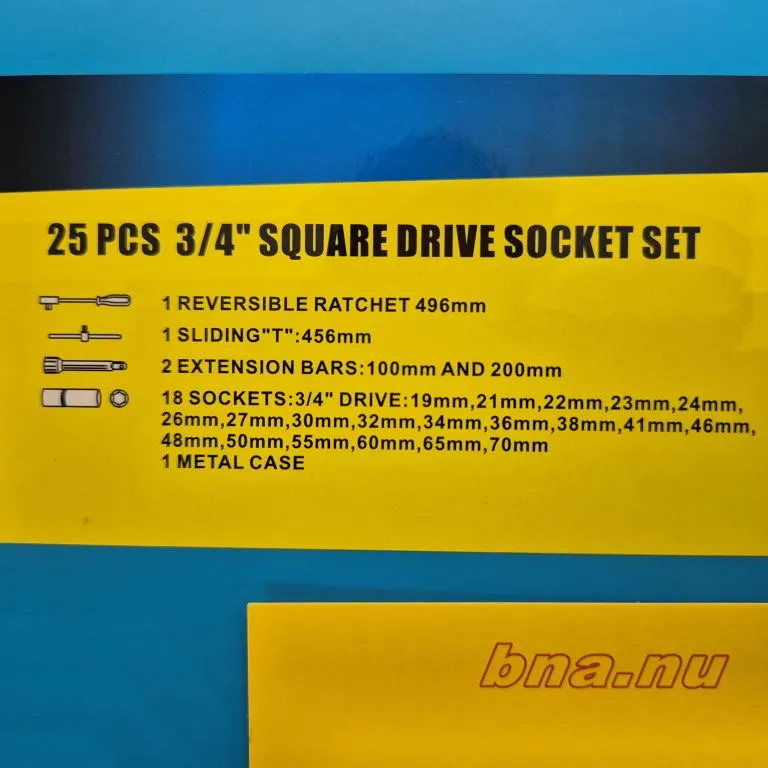 25 PCS 3/4" SQUARE DRIVE SOCKET SET
1 REVERSIBLE RATCHET 496mm
1 SLIDING"T":456mm
2 EXTENSION BARS:100mm AND 200mm
18 SOCKETS:3/4" DRIVE:19mm,21mm,22mm,23mm,24mm,
26mm,27mm,30mm,32mm,34mm,36mm,38mm,41mm,46mm,
48mm,50mm,55mm,60mm,65mm,70mm
1 METAL CASE
bna.nu